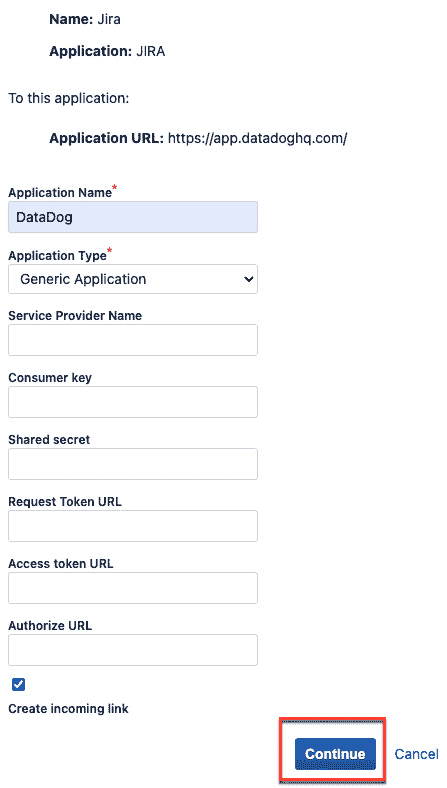 Name: Jira
Application: JIRA
To this application:
Application URL: https://app.datadoghq.com/
Application Name*
DataDog
Application Type*
Generic Application
Service Provider Name
Consumer key
Shared secret
Request Token URL
Access token URL
Authorize URL
Create incoming link
Continue Cancel